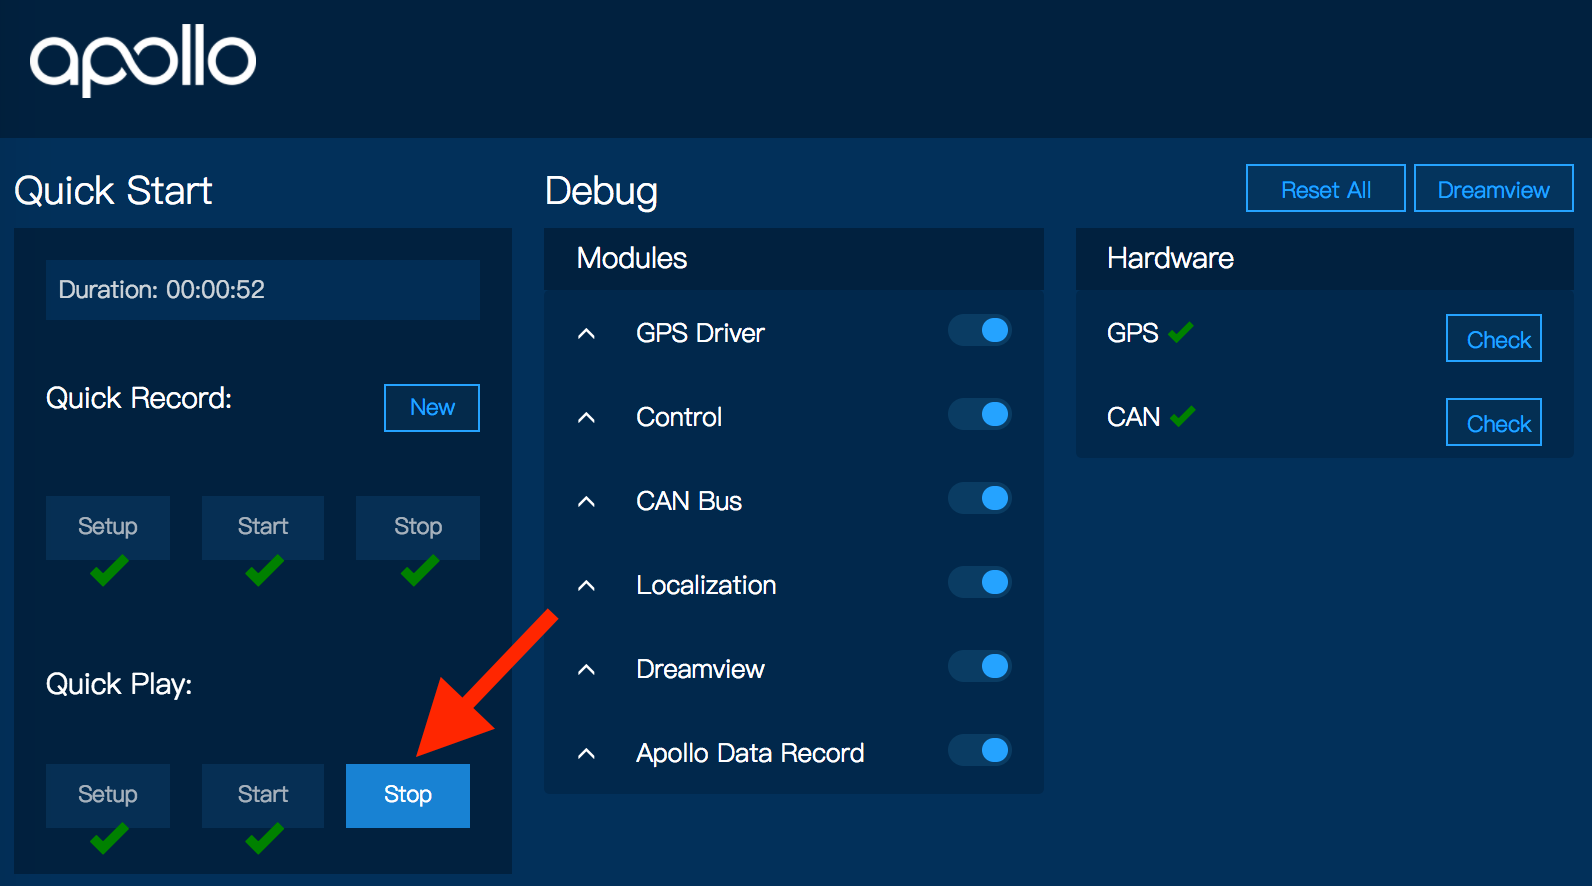 apollo
Quick Start
Duration: 00:00:52
Quick Record:
New
Setup
Start
Stop
Quick Play:
Setup
Start
Stop
Debug
Reset All
Dreamview
Modules
GPS Driver
Control
CAN Bus
Localization
Dreamview
Apollo Data Record
Hardware
GPS
Check
CAN
Check